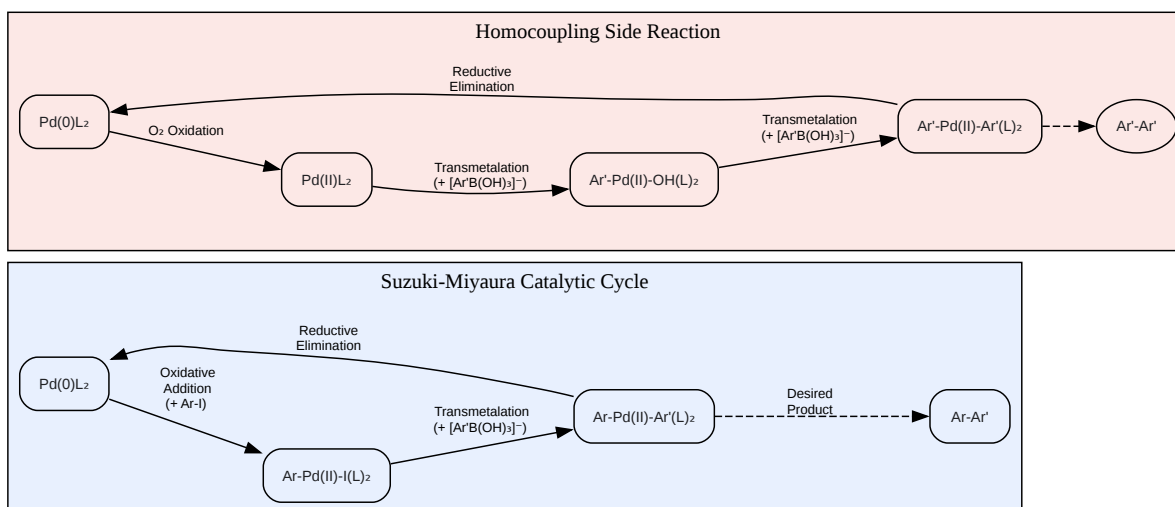 Homocoupling Side Reaction
Reductive
Elimination
Pd(0)L₂
O₂ Oxidation
Pd(II)L₂
Transmetalation
(+ [Ar'B(OH)₃]⁻)
Ar'-Pd(II)-OH(L)₂
Transmetalation
(+ [Ar'B(OH)₃]⁻)
Ar'-Pd(II)-Ar'(L)₂
Ar'-Ar'
Suzuki-Miyaura Catalytic Cycle
Reductive
Elimination
Pd(0)L₂
Oxidative
Addition
(+ Ar-I)
Ar-Pd(II)-I(L)₂
Transmetalation
(+ [Ar'B(OH)₃]⁻)
Ar-Pd(II)-Ar'(L)₂
Desired
Product
Ar-Ar'